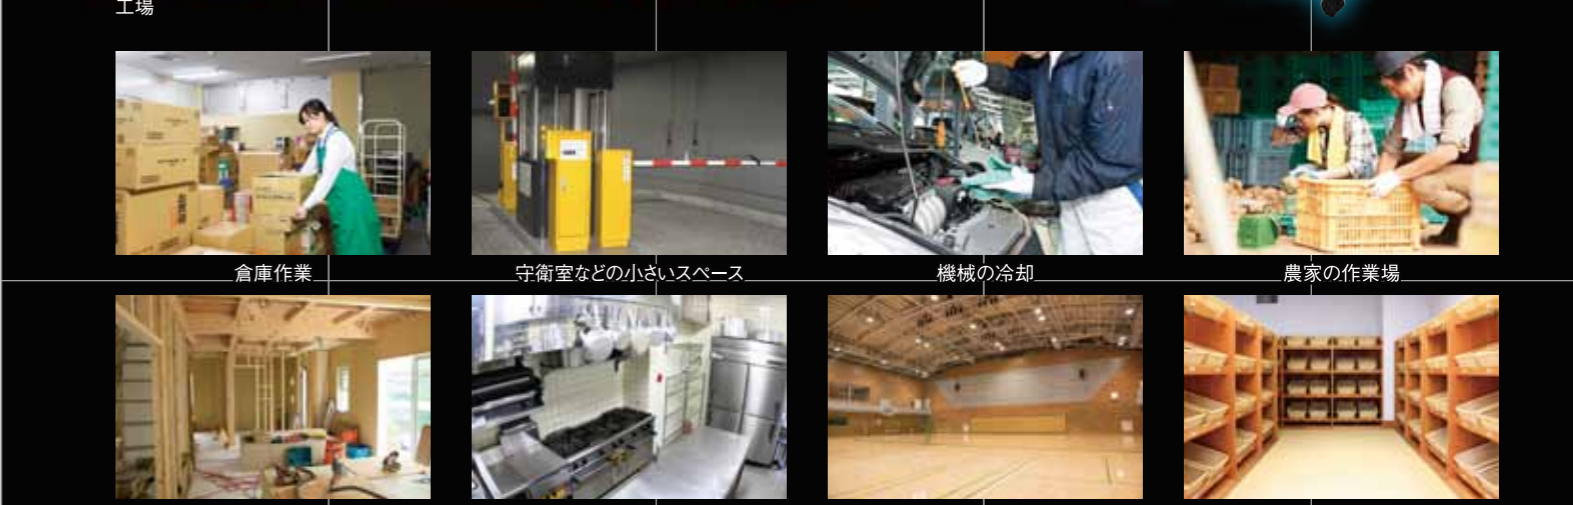 工場
倉庫作業
守衛室などの小さいスペース
機械の冷却
農家の作業場